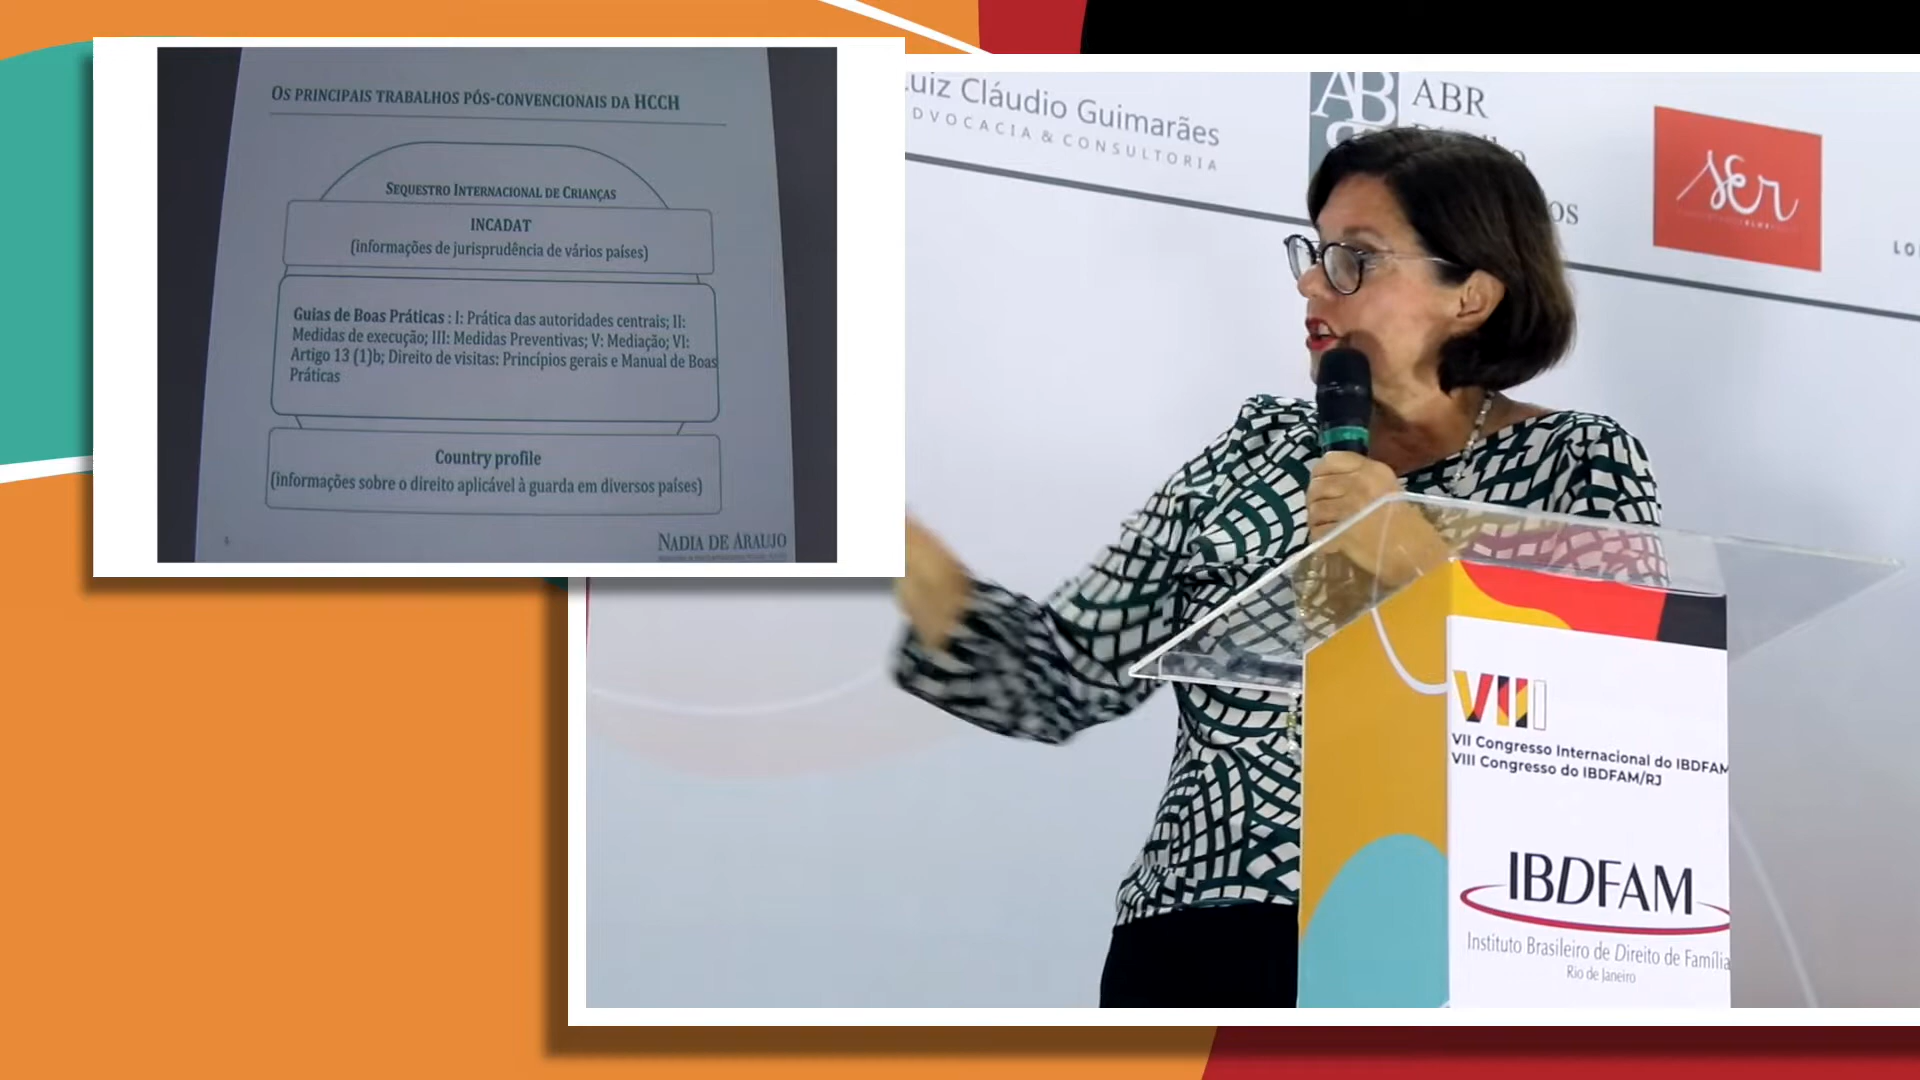 OS PRINCIPAIS TRABALHOS PÓS-CONVENCIONAIS DA HCCH
SEQUESTRO INTERNACIONAL DE CRIANÇAS
INCADAT
(informações de jurisprudência de vários países)
Guias de Boas Práticas : I: Prática das autoridades centrais; II:
Medidas de execução; III: Medidas Preventivas; V: Mediação; VI:
Artigo 13 (1)b; Direito de visitas: Princípios gerais e Manual de Boas
Práticas
Country profile
(informações sobre o direito aplicável à guarda em diversos países)
NADIA DE ARAUJO
Luiz Cláudio Guimarães
ADVOCACIA & CONSULTORIA
AB
ABR
ser
VIII
VII Congresso Internacional do IBDFAM
VIII Congresso do IBDFAM/RJ
IBDFAM
Instituto Brasileiro de Direito de Família
Rio de Janeiro